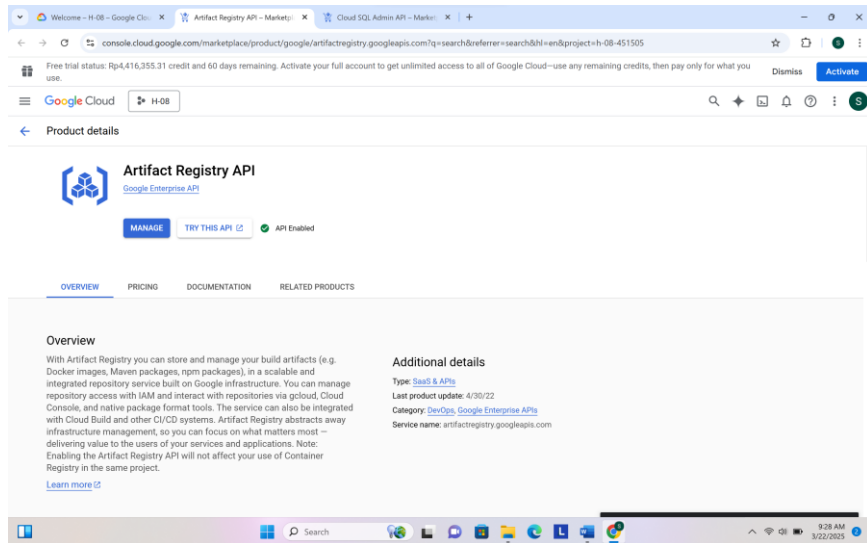 Welcome – H-08 – Google Clou
Artifact Registry API – Marketpl
Cloud SQL Admin API – Market
console.cloud.google.com/marketplace/product/google/artifactregistry.googleapis.com?q=search&referrer=search&hl=en&project=h-08-451505
Free trial status: Rp4,416,355.31 credit and 60 days remaining. Activate your full account to get unlimited access to all of Google Cloud—use any remaining credits, then pay only for what you
use.
Dismiss
Activate
Google Cloud
H-08
S
Product details
Artifact Registry API
Google Enterprise API
MANAGE
TRY THIS API
API Enabled
OVERVIEW
PRICING
DOCUMENTATION
RELATED PRODUCTS
Overview
With Artifact Registry you can store and manage your build artifacts (e.g.
Docker images, Maven packages, npm packages), in a scalable and
integrated repository service built on Google infrastructure. You can manage
repository access with IAM and interact with repositories via gcloud, Cloud
Console, and native package format tools. The service can also be integrated
with Cloud Build and other CI/CD systems. Artifact Registry abstracts away
infrastructure management, so you can focus on what matters most —
delivering value to the users of your services and applications. Note:
Enabling the Artifact Registry API will not affect your use of Container
Registry in the same project.
Learn more
Additional details
Type: SaaS & APIs
Last product update: 4/30/22
Category: DevOps, Google Enterprise APIs
Service name: artifactregistry.googleapis.com
Search
9:28 AM
3/22/2025